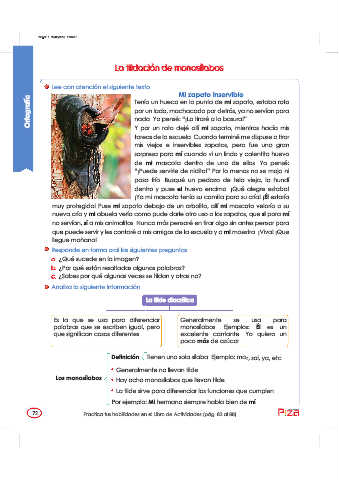 Ortografía
La tildación de monosílabos
Lee con atención el siguiente texto
Mi zapato inservible
Tenía un hueco en la punta de mi zapato, estaba roto
por un lado, machacado por detrás, ya no servían para
nada. Yo pensé: "¡La tiraré a la basura!"
Y por un rato dejé allí mi zapato, mientras hacía mis
tareas de la escuela. Cuando terminé me dispuse a tirar
mis viejos e inservibles zapatos, pero fue una gran
sorpresa para mí cuando vi un lindo y calentito huevo
de mi mascota dentro de uno de ellos. Yo pensé:
"¡Puede servirle de nidito!" Por lo menos no se moja ni
pasa frío. Busqué un pedazo de tela vieja, la hundí
dentro y puse el huevo encima. ¡Qué alegre estaba!
¡Ya mi mascota tenía su camita para su cría! ¡Él estaría
muy protegido! Puse mi zapato debajo de un arbolito, allí mi mascota velaría a su
nueva cría y mi abuela vería como pude darle otro uso a los zapatos, que si para mí
no servían, sí a mis animalitos. Nunca más pensaré en tirar algo sin antes pensar para
que puede servir y les contaré a mis amigos de la escuela y a mi maestra. ¡Viva! ¡Que
llegue mañana!
Responde en forma oral las siguientes preguntas
a. ¿Qué sucede en la imagen?
b. ¿Por qué están resaltadas algunas palabras?
c. ¿Sabes por qué algunas veces se tildan y otras no?
Analiza la siguiente información
La tilde diacrítica
Es la que se usa para diferenciar
palabras que se escriben igual, pero
que significan cosas diferentes
Generalmente se usa para
monosílabos. Ejemplos: Él es un
excelente cantante. Yo quiero un
poco más de azúcar
Definición
Tienen una sola sílaba. Ejemplo: mar, sal, ya, etc
Los monosílabos
Generalmente no llevan tilde
Hay ocho monosílabos que llevan tilde
La tilde sirve para diferenciar las funciones que cumplen
Por ejemplo: Mi hermana siempre habla bien de mí
72
Practica tus habilidades en el Libro de Actividades (pág. 83 al 86)